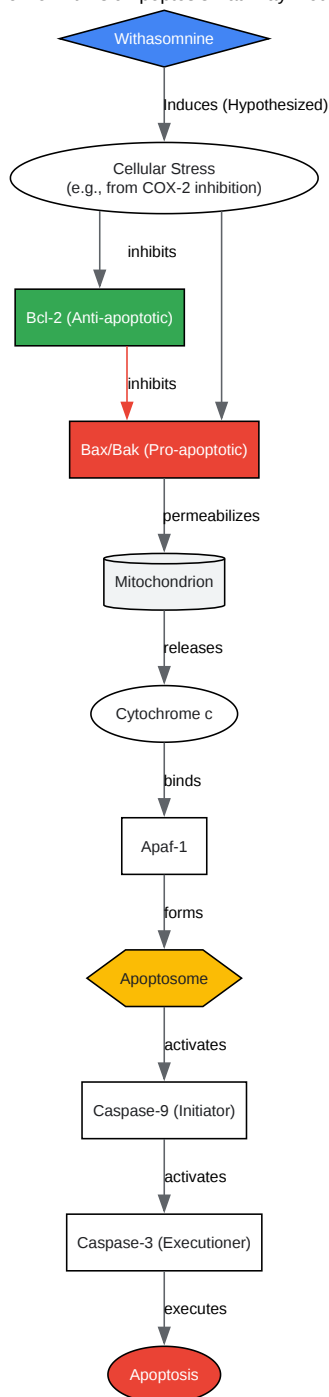 Withasomnine
Induces (Hypothesized)
Cellular Stress
(e.g., from COX-2 inhibition)
inhibits
Bcl-2 (Anti-apoptotic)
inhibits
Bax/Bak (Pro-apoptotic)
permeabilizes
Mitochondrion
releases
Cytochrome c
binds
Apaf-1
forms
Apoptosome
activates
Caspase-9 (Initiator)
activates
Caspase-3 (Executioner)
executes
Apoptosis